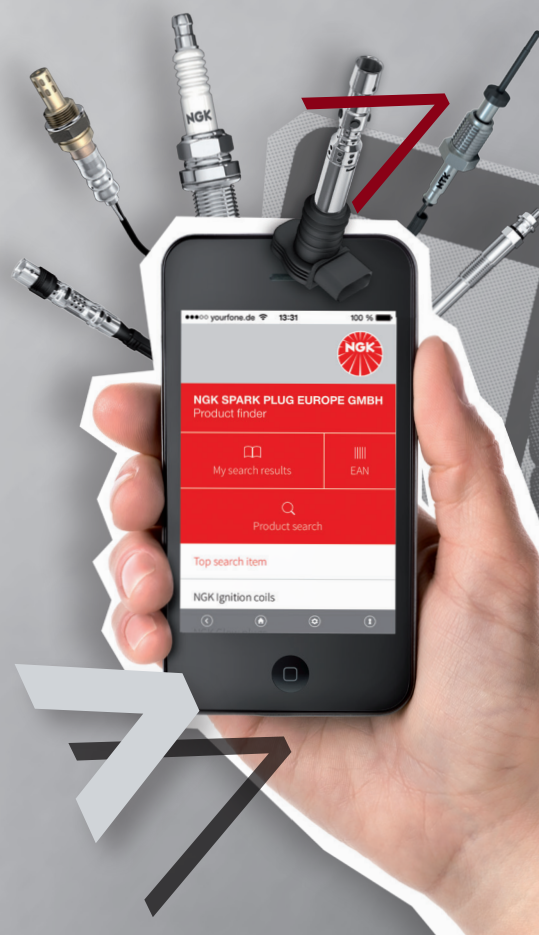 NGK
NTK
yourfone.de 13:31 100 %
NGK
NGK SPARK PLUG EUROPE GMBH
Product finder
My search results
EAN
Product search
Top search item
NGK Ignition coils